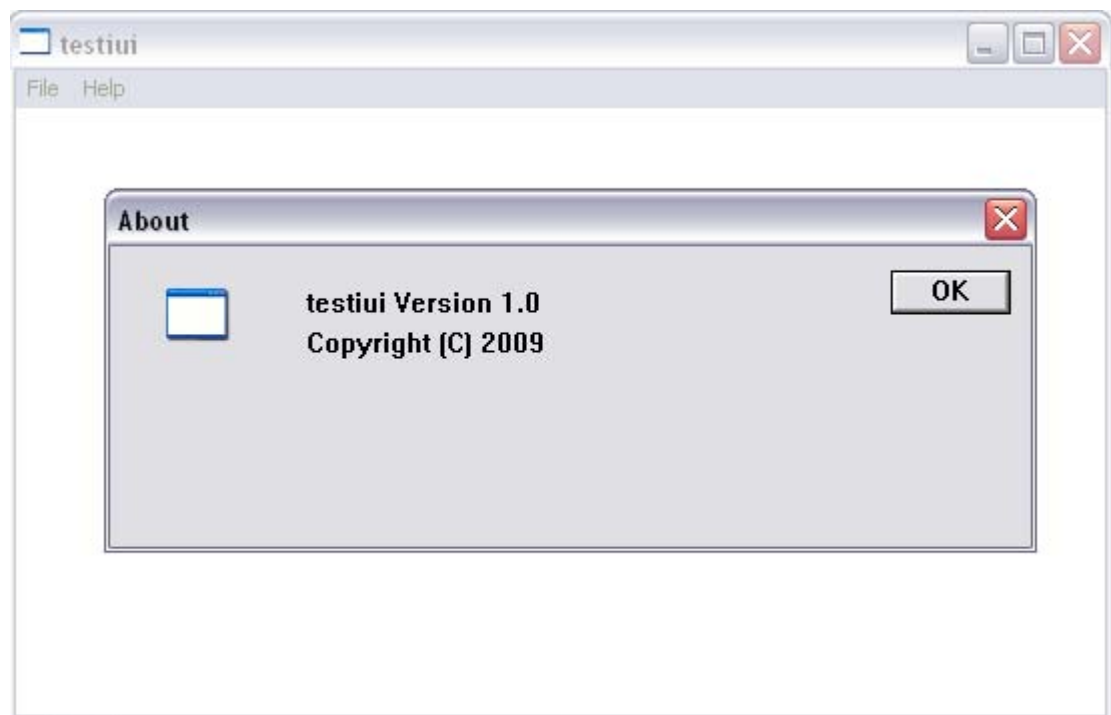 testiui
File Help
About
testiui Version 1.0
OK
Copyright (C) 2009